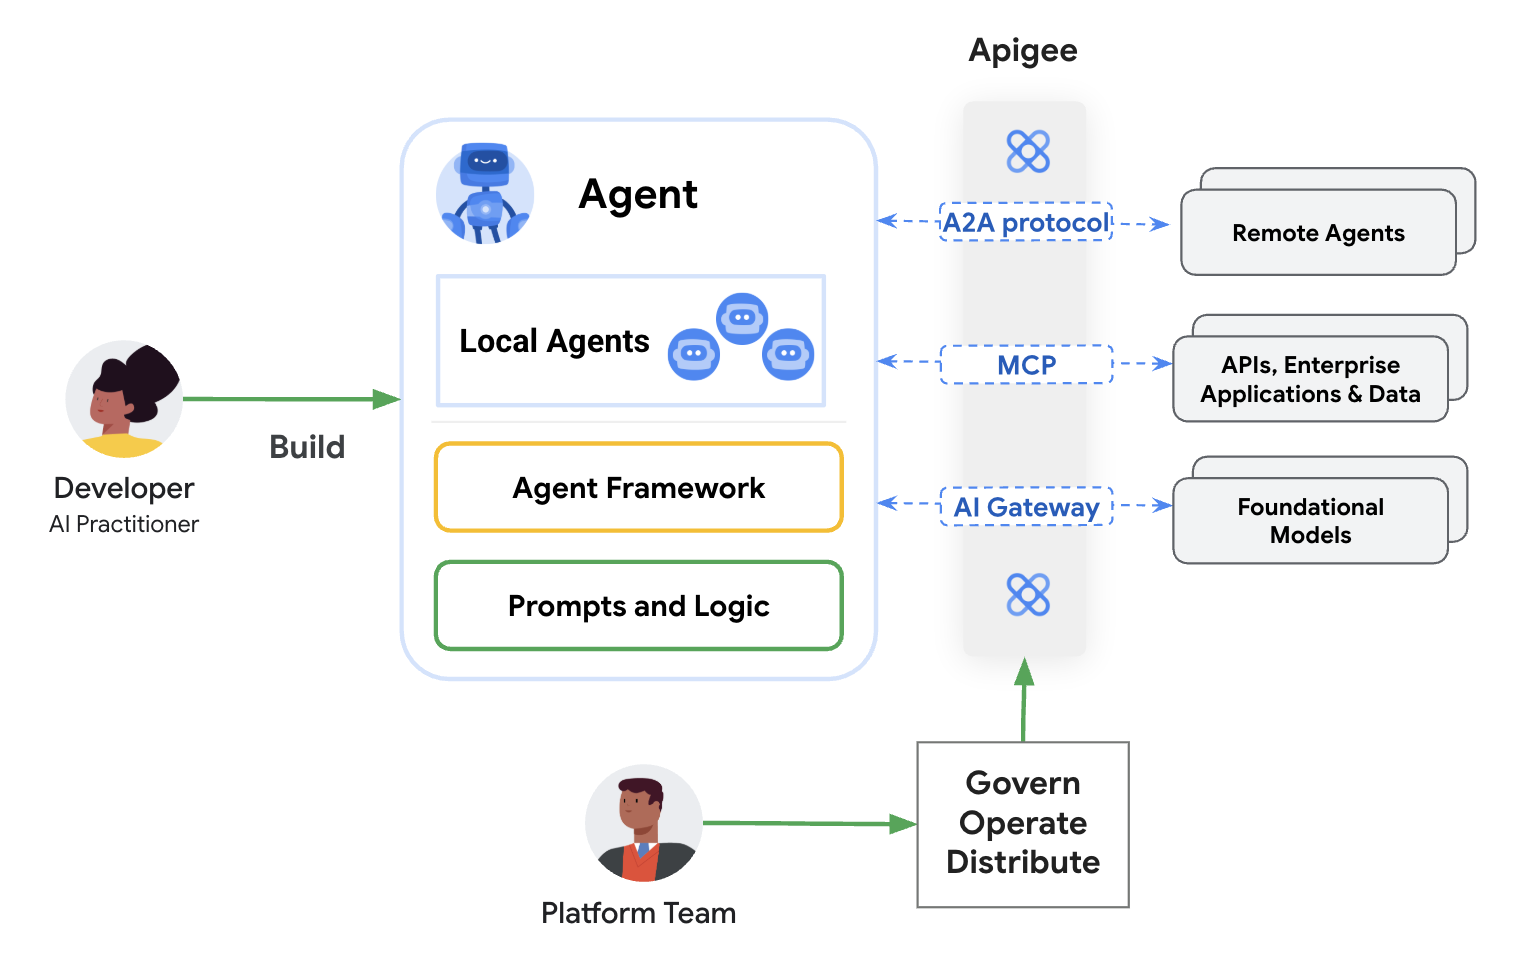 Apigee
Agent
A2A protocol
Remote Agents
Local Agents
MCP
APIs, Enterprise
Applications & Data
Build
Developer
AI Practitioner
Agent Framework
AI Gateway
Foundational
Models
Prompts and Logic
Govern
Operate
Distribute
Platform Team